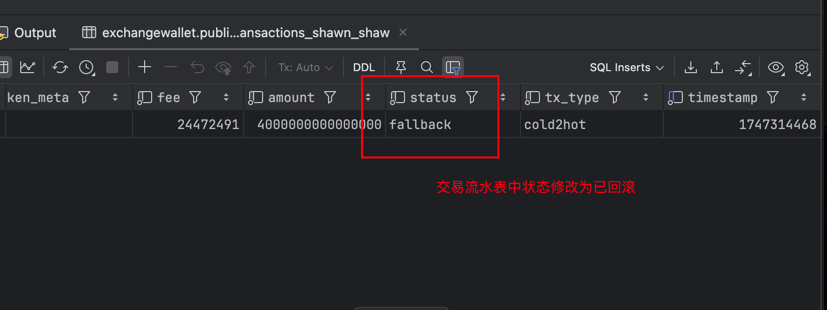 Output
exchangewallet.publi...ansactions_shawn_shaw
Tx: Auto
DDL
SQL Inserts
ken_meta fee amount status tx_type timestamp
24472491 4000000000000000 fallback cold2hot 1747314468
交易流水表中状态修改为已回滚